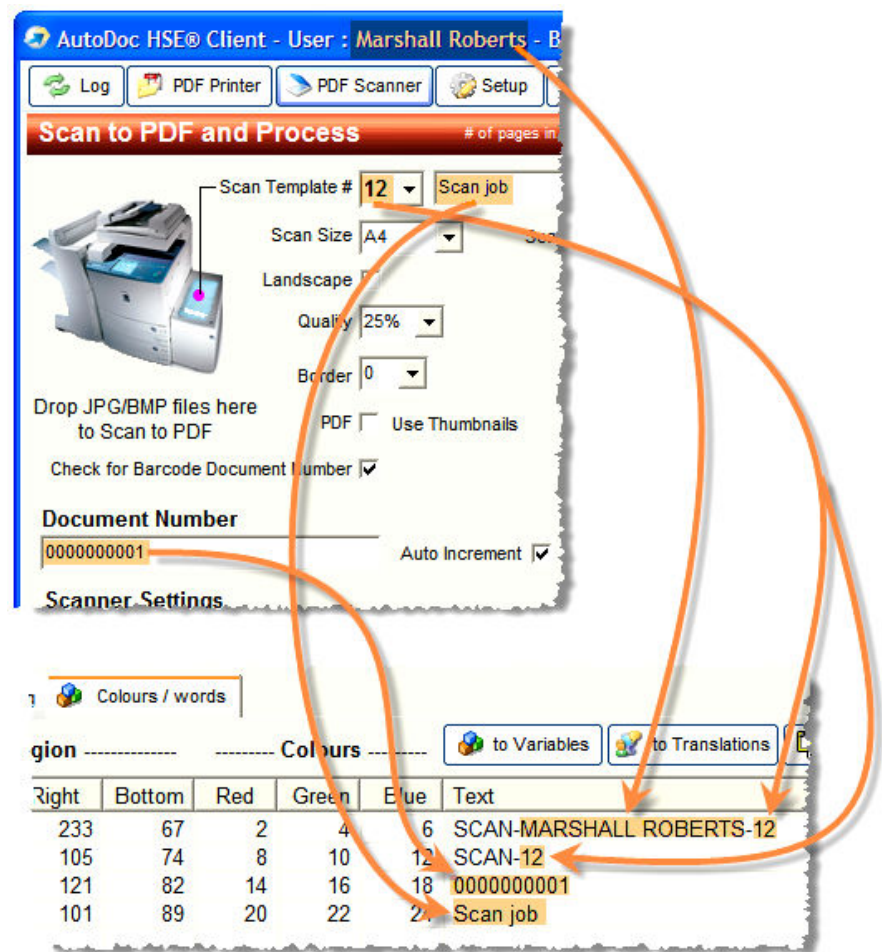 AutoDoc HSE® Client - User : Marshall Roberts - B
Log PDF Printer PDF Scanner Setup
Scan to PDF and Process # of pages in
Scan Template # 12 Scan job
Scan Size A4
Landscape
Quality 25%
Border 0
Drop JPG/BMP files here
to Scan to PDF
PDF Use Thumbnails
Check for Barcode Document Number
Document Number
0000000001 Auto Increment
Scanner Settings
Colours / words
gion -------------- --------- Colours --------- to Variables to Translations
Right Bottom Red Green Blue Text
233 67 2 4 6 SCAN-MARSHALL ROBERTS-12
105 74 8 10 12 SCAN-12
121 82 14 16 18 0000000001
101 89 20 22 24 Scan job